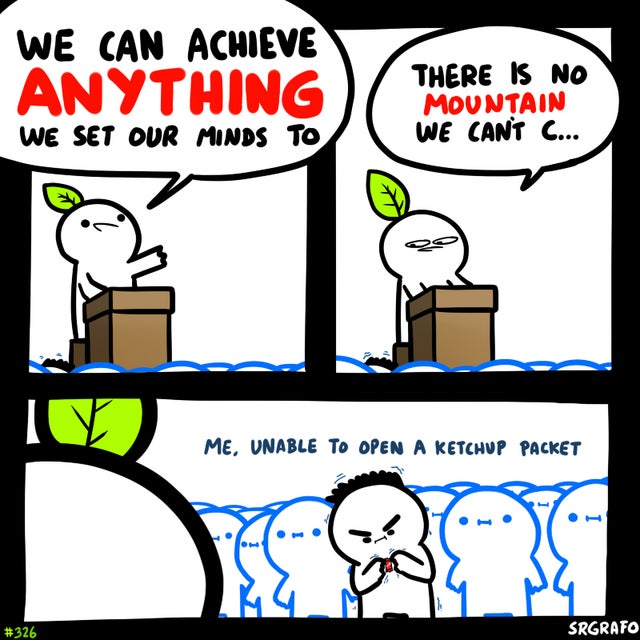 WE CAN ACHIEVE
ANYTHING
WE SET OUR MINDS TO
THERE IS NO
MOUNTAIN
WE CAN'T C...
ME, UNABLE TO OPEN A KETCHUP PACKET
#326
SRGRAFO